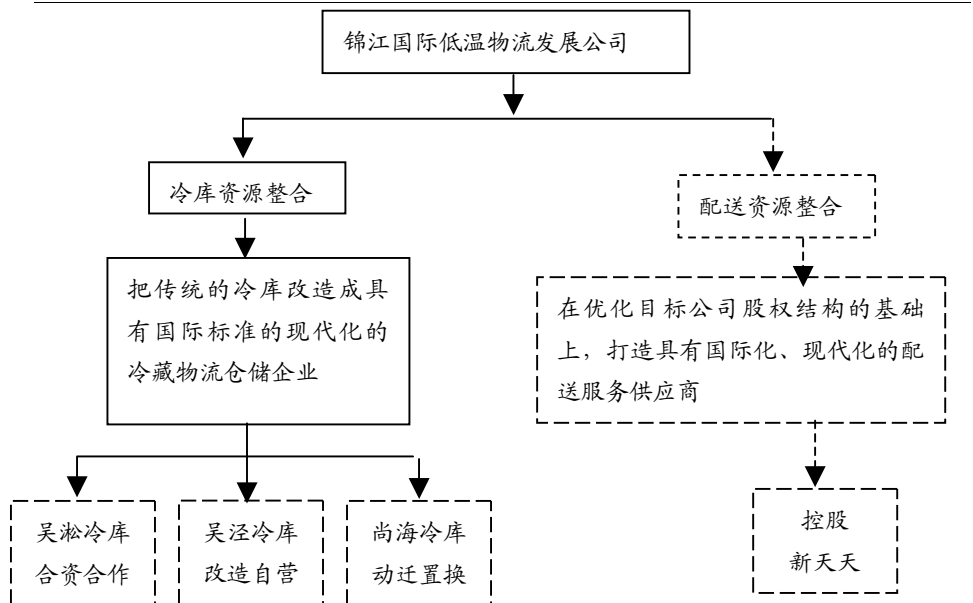 锦江国际低温物流发展公司
冷库资源整合
配送资源整合
把传统的冷库改造成具
有国际标准的现代化的
冷藏物流仓储企业
在优化目标公司股权结构的基础
上，打造具有国际化、现代化的配
送服务供应商
吴淞冷库
合资合作
吴泾冷库
改造自营
尚海冷库
动迁置换
控股
新天天